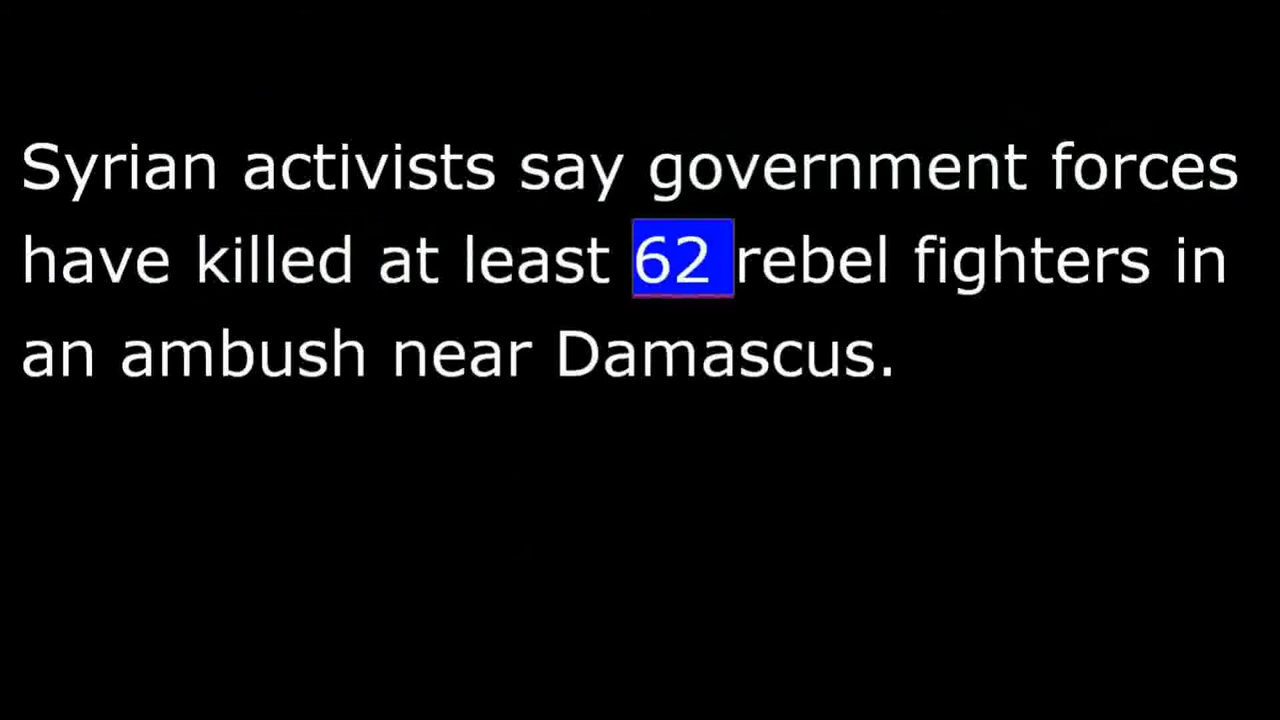 Syrian activists say government forces
have killed at least 62 rebel fighters in
an ambush near Damascus.